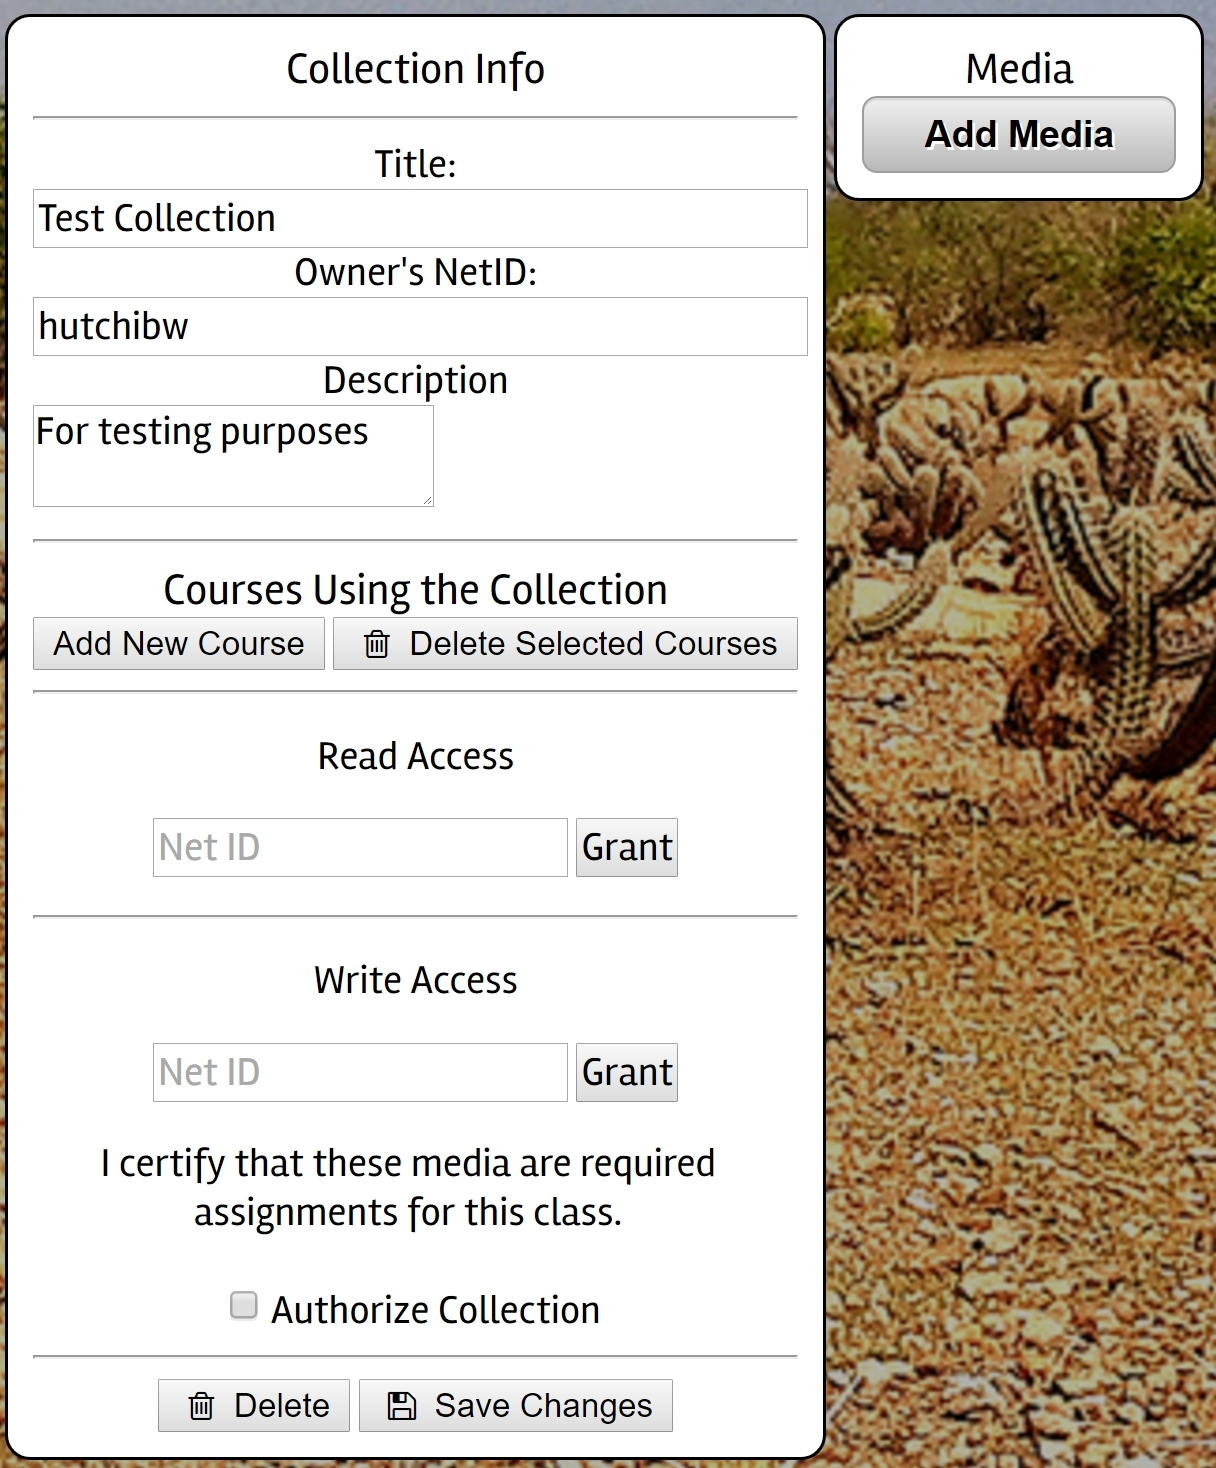 Collection Info
Title:
Test Collection
Owner's NetID:
hutchibw
Description
For testing purposes
Courses Using the Collection
Add New Course
Delete Selected Courses
Read Access
Net ID
Grant
Write Access
Net ID
Grant
I certify that these media are required
assignments for this class.
Authorize Collection
Delete
Save Changes
Media
Add Media